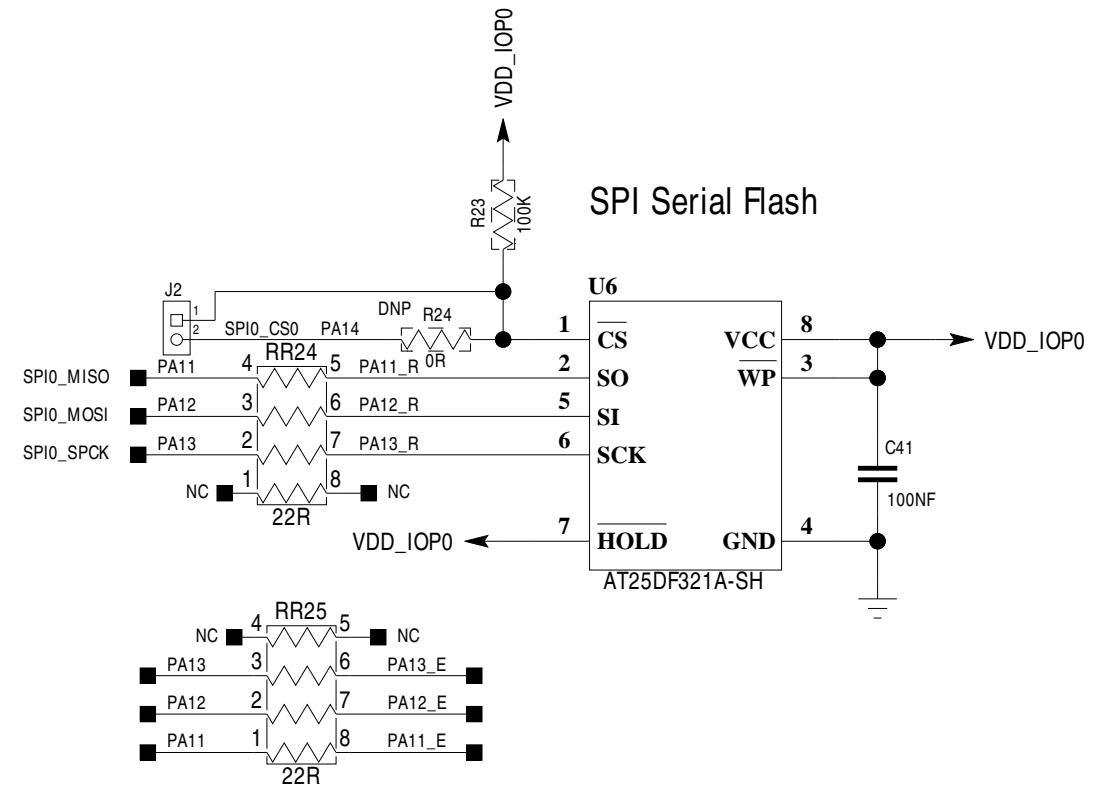 VDD_IOP0
R23
100K
SPI Serial Flash
J2
1
2
DNP
R24
0R
SPI0_CS0 PA14
U6
1 CS VCC 8
VDD_IOP0
SPI0_MISO PA11 4 RR24 5 PA11_R 2 SO WP 3
SPI0_MOSI PA12 3 6 PA12_R 5 SI
SPI0_SPCK PA13 2 7 PA13_R 6 SCK
C41
100NF
NC 1 8 NC
22R
VDD_IOP0 7 HOLD GND 4
AT25DF321A-SH
RR25
NC 4 5 NC
PA13 3 6 PA13_E
PA12 2 7 PA12_E
PA11 1 8 PA11_E
22R